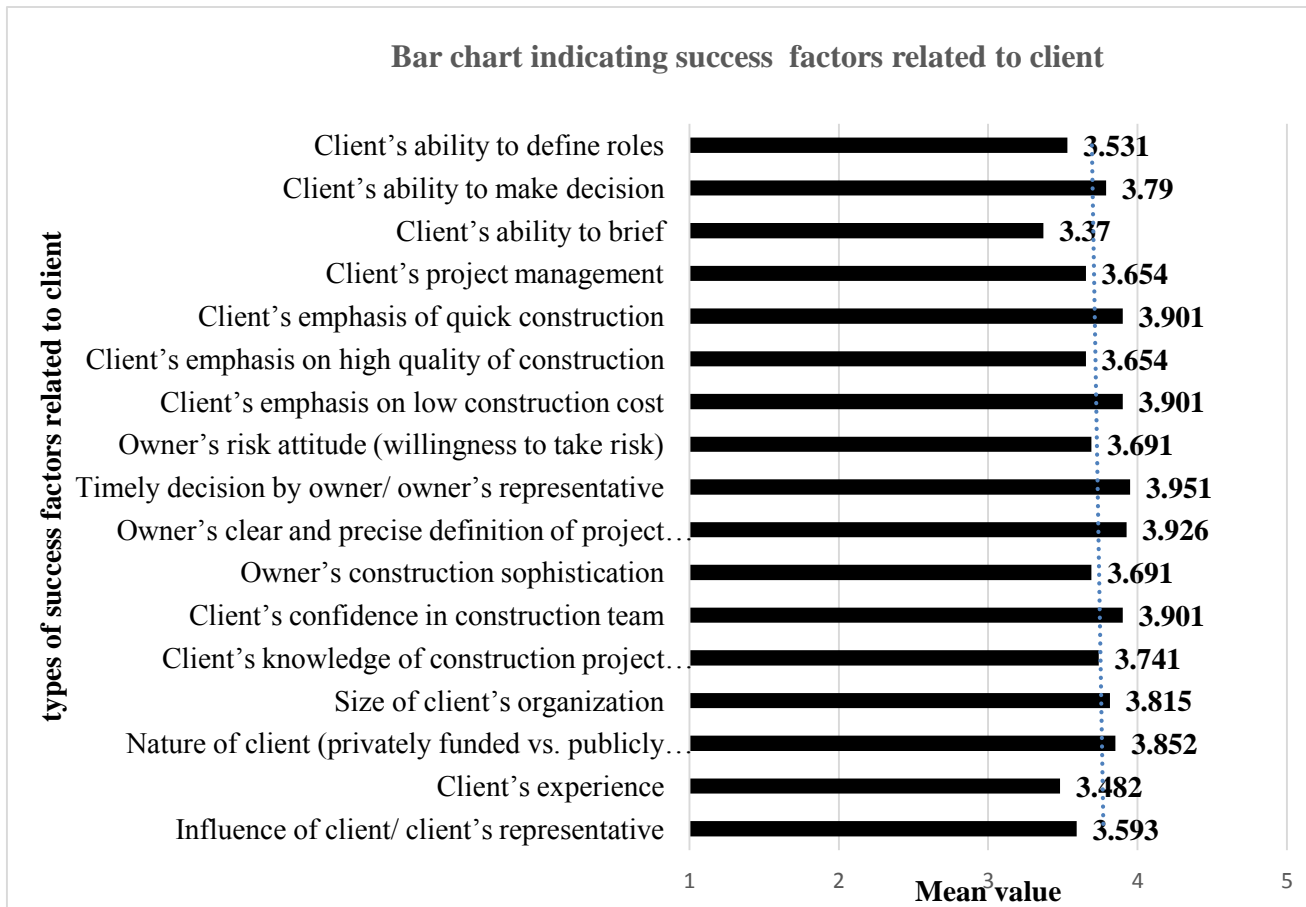 Bar chart indicating success factors related to client
types of success factors related to client
Client’s ability to define roles 3.531
Client’s ability to make decision 3.79
Client’s ability to brief 3.37
Client’s project management 3.654
Client’s emphasis of quick construction 3.901
Client’s emphasis on high quality of construction 3.654
Client’s emphasis on low construction cost 3.901
Owner’s risk attitude (willingness to take risk) 3.691
Timely decision by owner/ owner’s representative 3.951
Owner’s clear and precise definition of project… 3.926
Owner’s construction sophistication 3.691
Client’s confidence in construction team 3.901
Client’s knowledge of construction project… 3.741
Size of client’s organization 3.815
Nature of client (privately funded vs. publicly… 3.852
Client’s experience 3.482
Influence of client/ client’s representative 3.593
1 2 3 4 5
Mean value